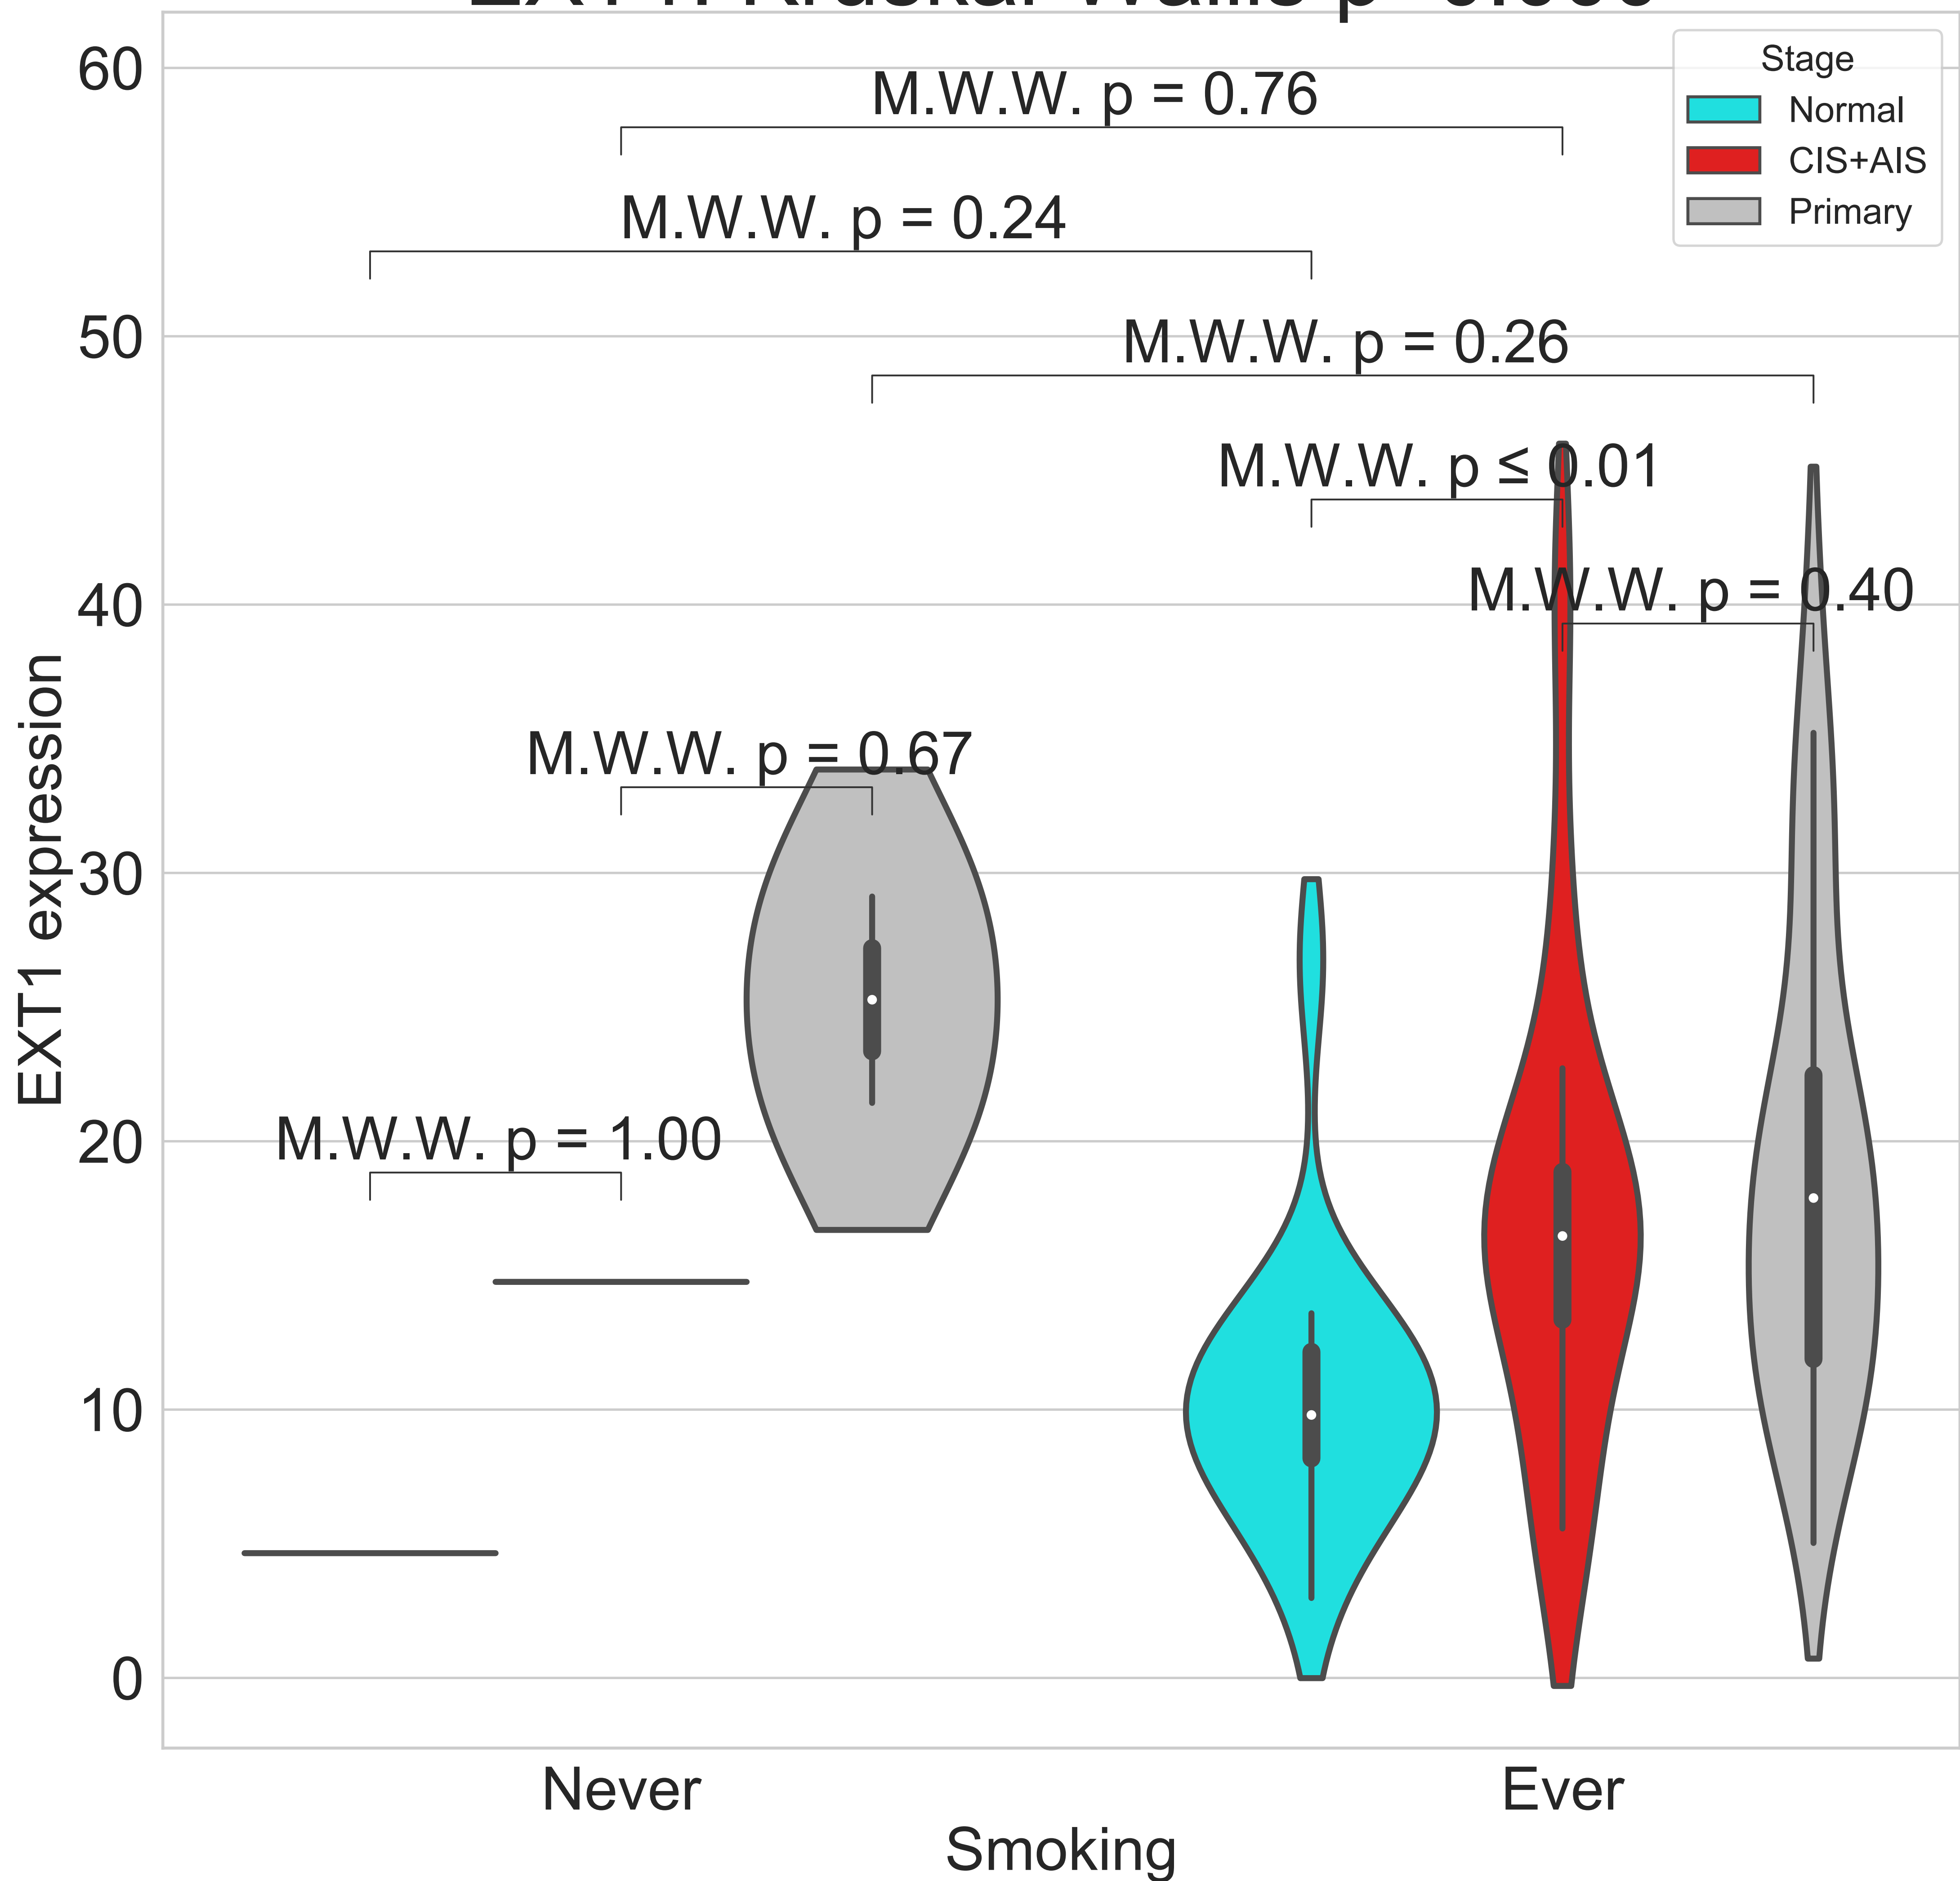 60
50
40
30
20
10
0
EXT1 expression
M.W.W. p = 0.76
M.W.W. p = 0.24
M.W.W. p = 0.26
M.W.W. p ≤ 0.01
M.W.W. p = 0.40
M.W.W. p = 0.67
M.W.W. p = 1.00
Stage
Normal
CIS+AIS
Primary
Never
Ever
Smoking